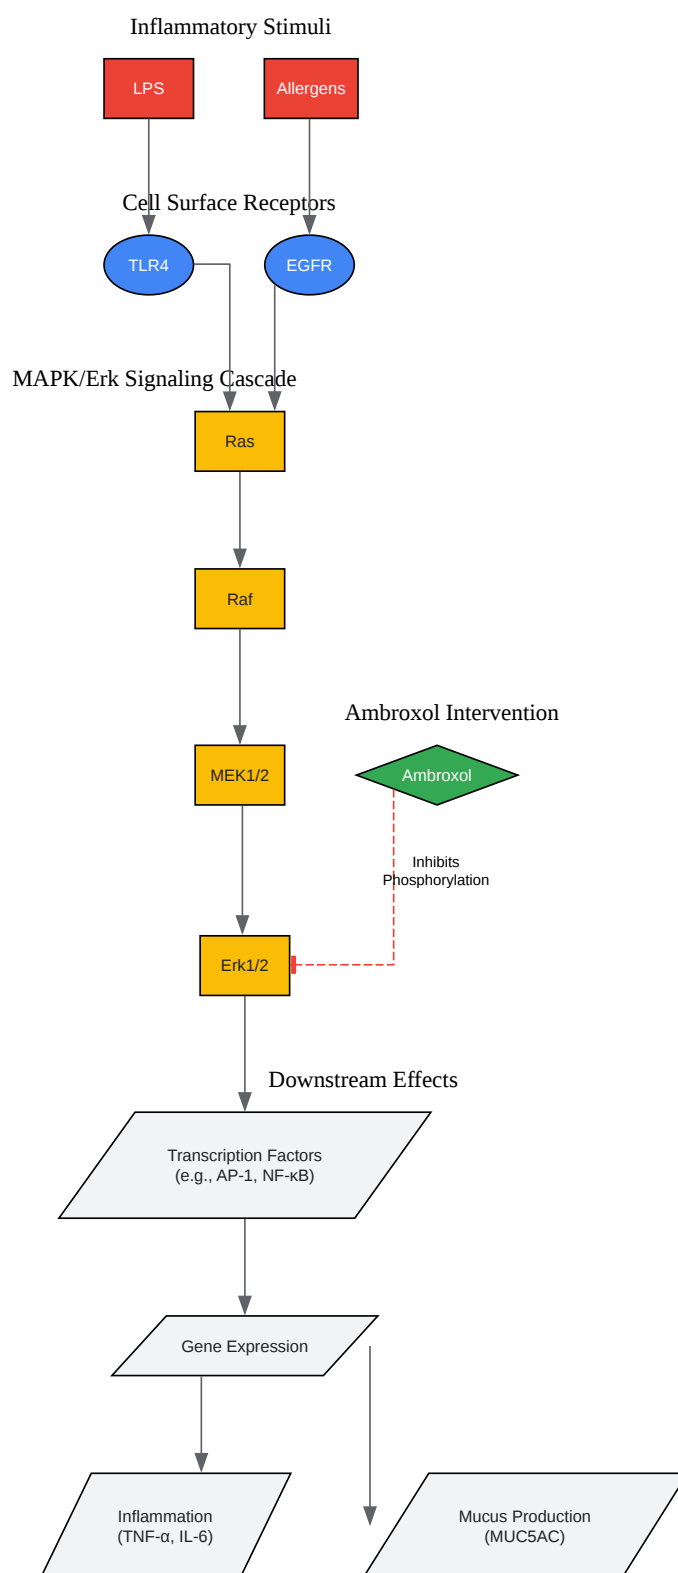 Inflammatory Stimuli
LPS
Allergens
Cell Surface Receptors
TLR4
EGFR
MAPK/Erk Signaling Cascade
Ras
Raf
Ambroxol Intervention
MEK1/2
Ambroxol
Inhibits
Phosphorylation
Erk1/2
Downstream Effects
Transcription Factors
(e.g., AP-1, NF-κB)
Gene Expression
Inflammation
(TNF-α, IL-6)
Mucus Production
(MUC5AC)